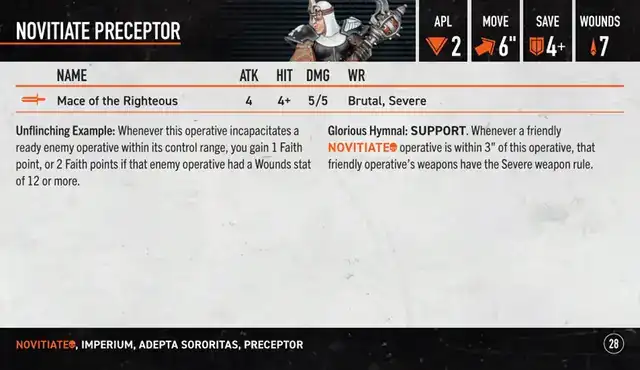 NOVITIATE PRECEPTOR
APL MOVE SAVE WOUNDS
2 6" 4+ 7
NAME ATK HIT DMG WR
Mace of the Righteous 4 4+ 5/5 Brutal, Severe
Unflinching Example: Whenever this operative incapacitates a
ready enemy operative within its control range, you gain 1 Faith
point, or 2 Faith points if that enemy operative had a Wounds stat
of 12 or more.
Glorious Hymnal: SUPPORT. Whenever a friendly
NOVITIATE operative is within 3" of this operative, that
friendly operative's weapons have the Severe weapon rule.
NOVITIATE, IMPERIUM, ADEPTA SORORITAS, PRECEPTOR
28